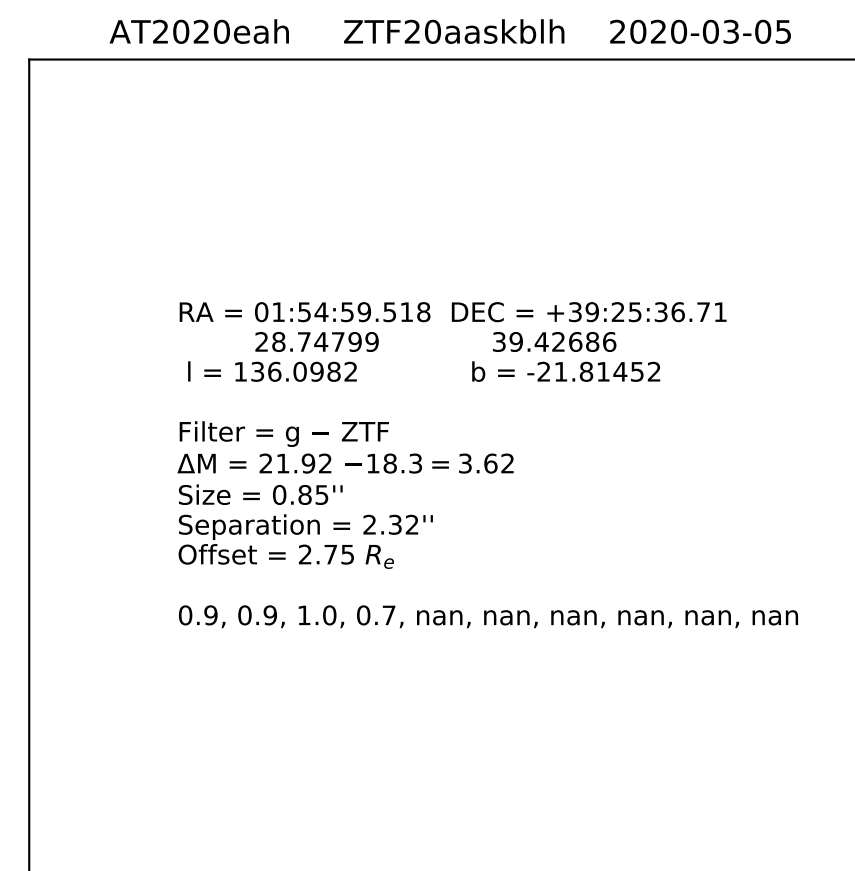 AT2020eah ZTF20aaskblh 2020-03-05
RA = 01:54:59.518 DEC = +39:25:36.71
28.74799 39.42686
l = 136.0982 b = -21.81452
Filter = g − ZTF
ΔM = 21.92 −18.3 = 3.62
Size = 0.85''
Separation = 2.32''
Offset = 2.75 Rₑ
0.9, 0.9, 1.0, 0.7, nan, nan, nan, nan, nan, nan